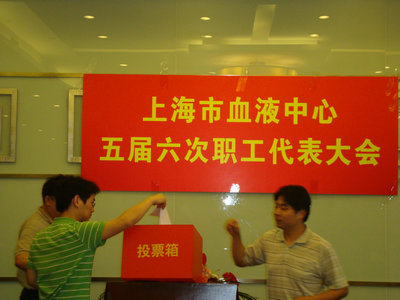 上海市血液中心
五届六次职工代表大会
投票箱